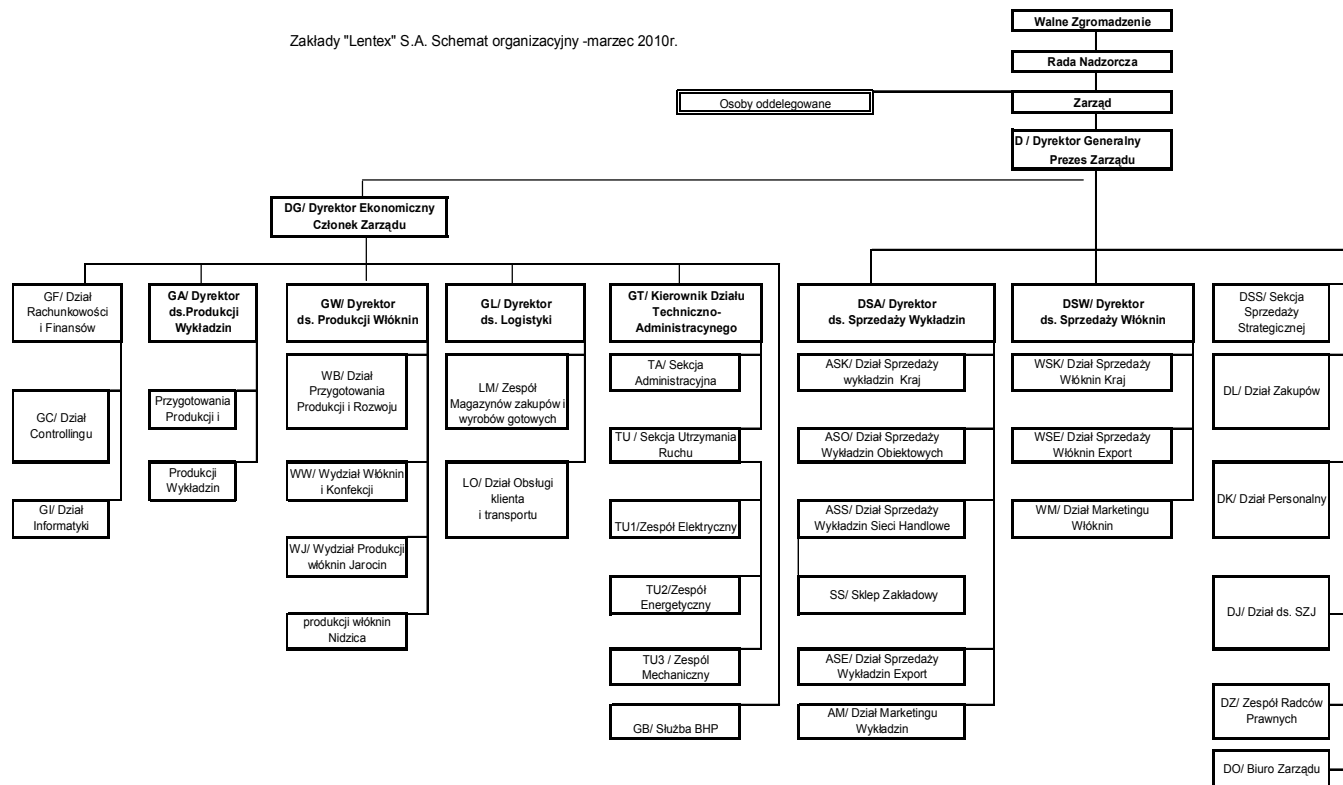 Zakłady "Lentex" S.A. Schemat organizacyjny -marzec 2010r.
Walne Zgromadzenie
Rada Nadzorcza
Osoby oddelegowane
Zarząd
D / Dyrektor Generalny
Prezes Zarządu
DG/ Dyrektor Ekonomiczny
Członek Zarządu
GF/ Dział
Rachunkowości
i Finansów
GC/ Dział
Controllingu
GI/ Dział
Informatyki
GA/ Dyrektor
ds.Produkcji
Wykładzin
Przygotowania
Produkcji i
Produkcji
Wykładzin
GW/ Dyrektor
ds. Produkcji Włóknin
WB/ Dział
Przygotowania
Produkcji i Rozwoju
WW/ Wydział Włóknin
i Konfekcji
WJ/ Wydział Produkcji
włóknin Jarocin
produkcji włóknin
Nidzica
GL/ Dyrektor
ds. Logistyki
LM/ Zespół
Magazynów zakupów i
wyrobów gotowych
LO/ Dział Obsługi
klienta
i transportu
GT/ Kierownik Działu
Techniczno-
Administracynego
TA/ Sekcja
Administracyjna
TU / Sekcja Utrzymania
Ruchu
TU1/Zespół Elektryczny
TU2/Zespół
Energetyczny
TU3 / Zespól
Mechaniczny
GB/ Służba BHP
DSA/ Dyrektor
ds. Sprzedaży Wykładzin
ASK/ Dział Sprzedaży
wykładzin Kraj
ASO/ Dział Sprzedaży
Wykładzin Obiektowych
ASS/ Dział Sprzedaży
Wykładzin Sieci Handlowe
SS/ Sklep Zakładowy
ASE/ Dział Sprzedaży
Wykładzin Export
AM/ Dział Marketingu
Wykładzin
DSW/ Dyrektor
ds. Sprzedaży Włóknin
WSK/ Dział Sprzedaży
Włóknin Kraj
WSE/ Dział Sprzedaży
Włóknin Export
WM/ Dział Marketingu
Włóknin
DSS/ Sekcja
Sprzedaży
Strategicznej
DL/ Dział Zakupów
DK/ Dział Personalny
DJ/ Dział ds. SZJ
DZ/ Zespół Radców
Prawnych
DO/ Biuro Zarządu